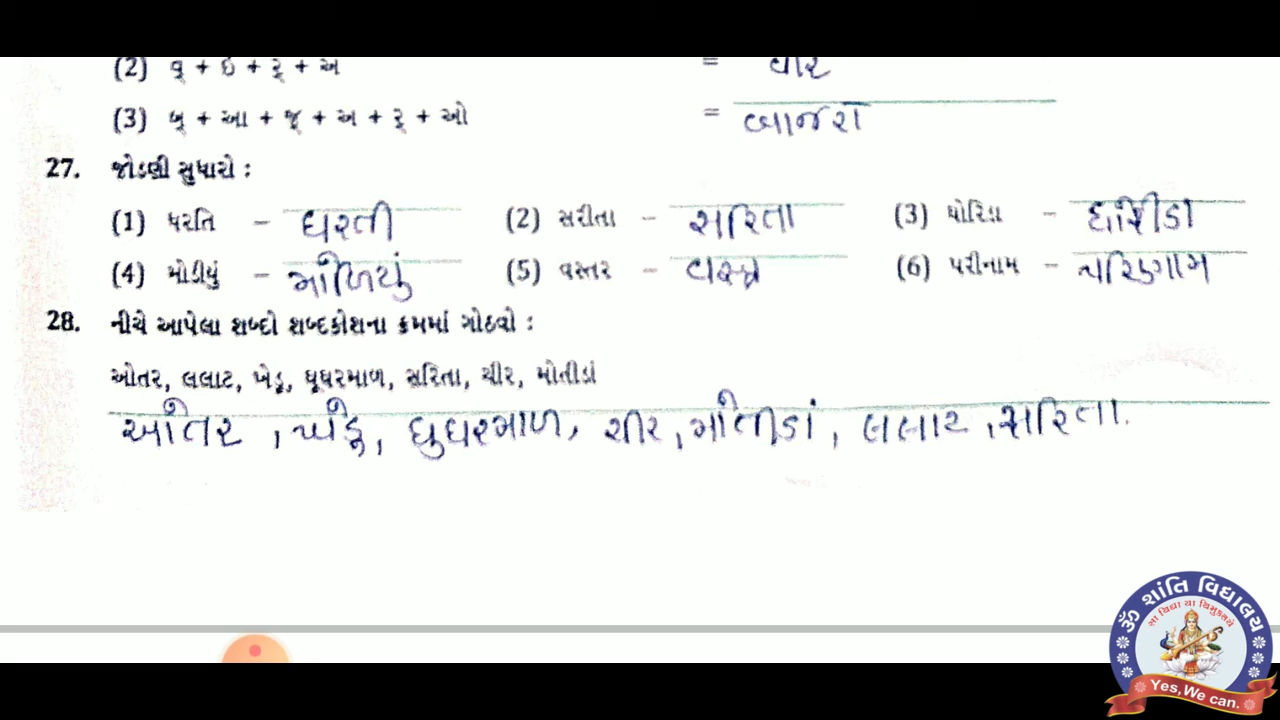 (2) વ્ + ઇ + ર્ + અ = વીર
(3) બ્ + આ + જ્ + અ + ર્ + ઓ = બાજરો
27. જોડણી સુધારો :
(1) ધરતિ – ધરતી (2) સરીતા – સરિતા (3) ધોરિડા – ધોરીડા
(4) મોડીયું – મોળિયું (5) વસ્તર – વસ્ત્ર (6) પરીનામ – પરિણામ
28. નીચે આપેલા શબ્દો શબ્દકોશના ક્રમમાં ગોઠવો :
ઓતર, લલાટ, ખેડૂ, ઘૂઘરમાળ, સરિતા, ચીર, મોતીડાં
ઓતર, ખેડૂ, ઘુઘરમાળ, ચીર, મોતીડાં, લલાટ, સરિતા.
ૐ શાંતિ વિદ્યાલય
સા વિદ્યા યા વિમુક્તયે
Yes, We can.